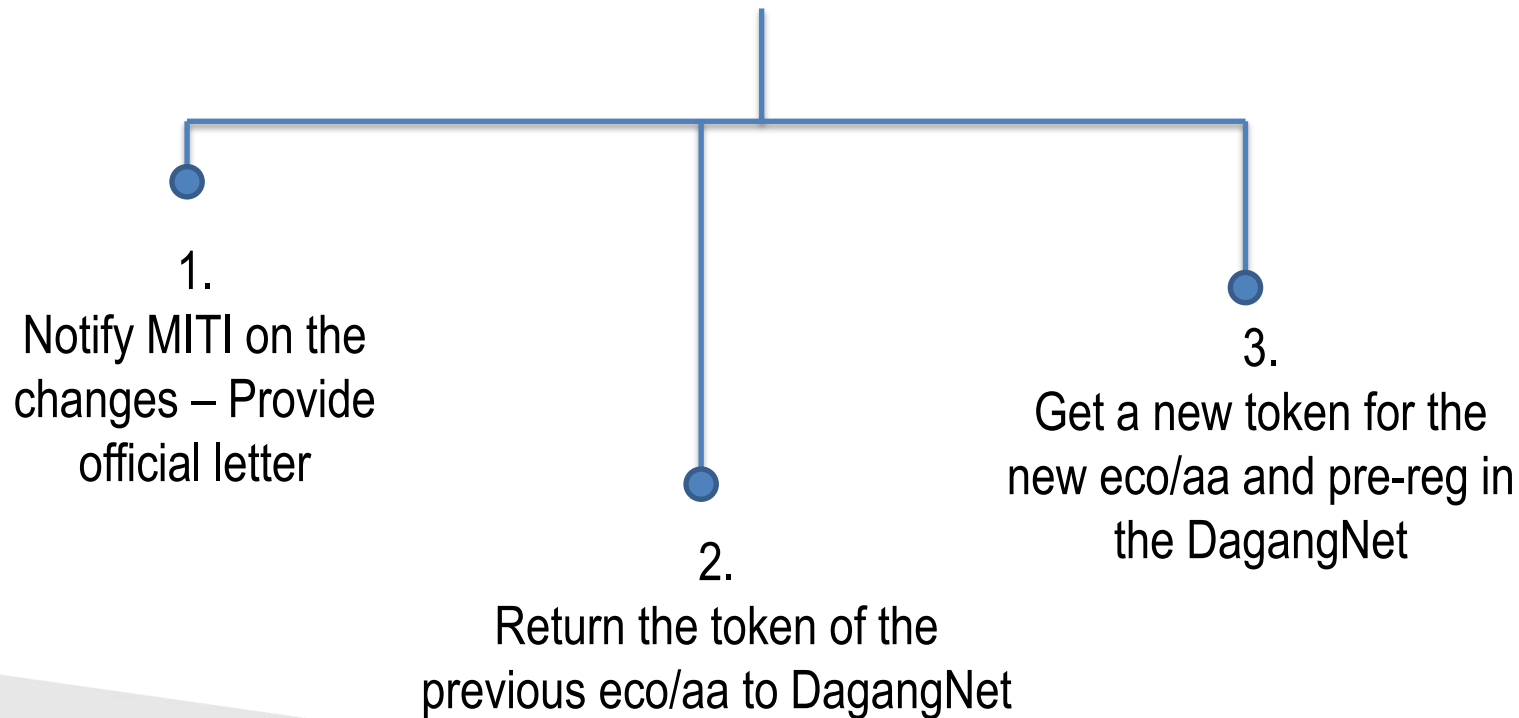 1.
Notify MITI on the
changes – Provide
official letter
2.
Return the token of the
previous eco/aa to DagangNet
3.
Get a new token for the
new eco/aa and pre-reg in
the DagangNet